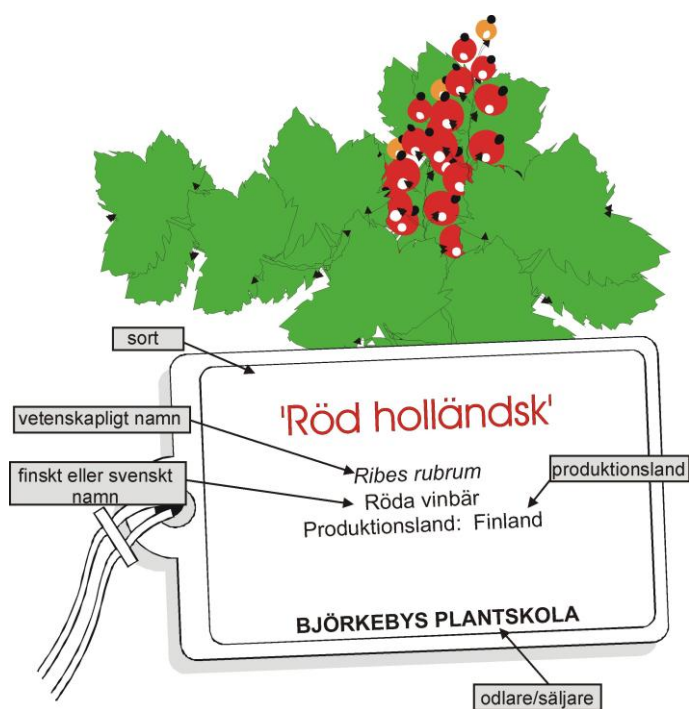 sort
'Röd holländsk'
vetenskapligt namn
Ribes rubrum
finskt eller svenskt
namn
produktionsland
Röda vinbär
Produktionsland: Finland
BJÖRKEBYS PLANTSKOLA
odlare/säljare